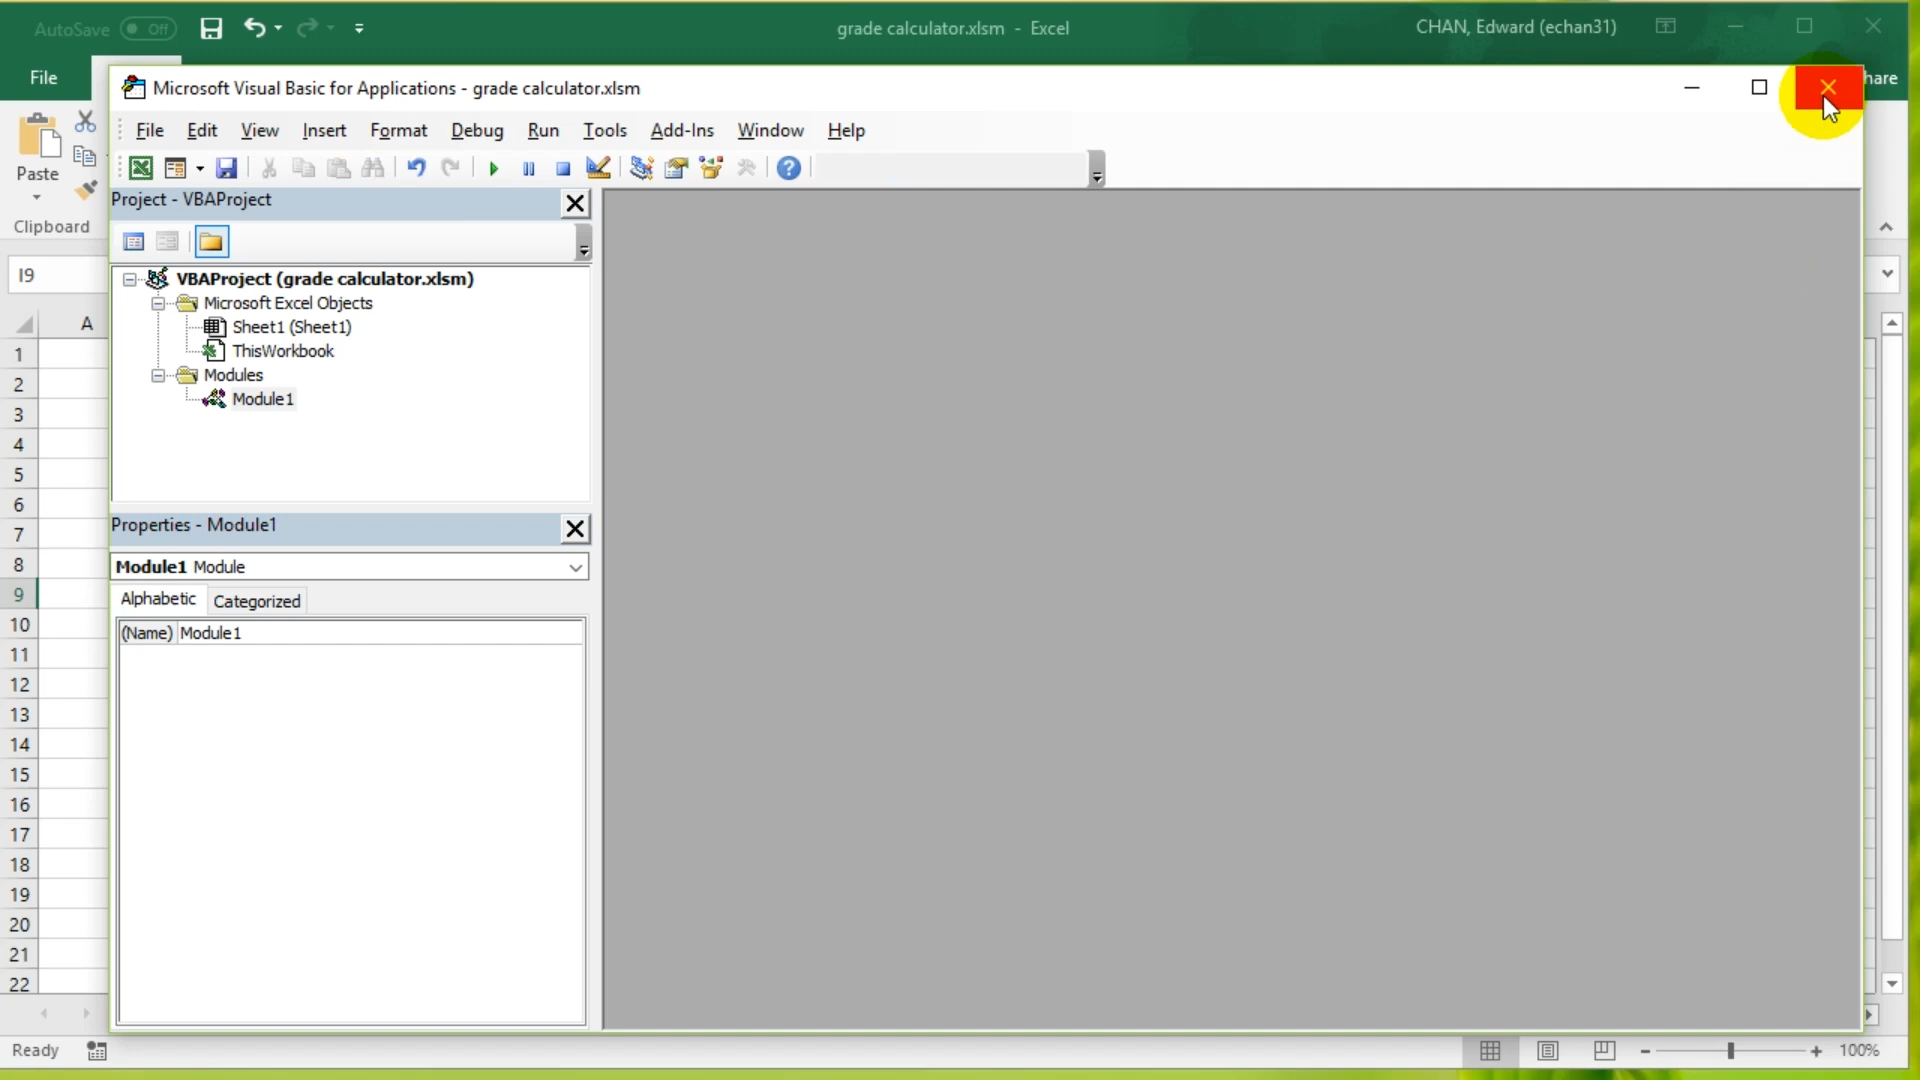 AutoSave Off
grade calculator.xlsm - Excel
CHAN, Edward (echan31)
File
hare
Microsoft Visual Basic for Applications - grade calculator.xlsm
File Edit View Insert Format Debug Run Tools Add-Ins Window Help
Paste
Clipboard
Project - VBAProject
VBAProject (grade calculator.xlsm)
Microsoft Excel Objects
Sheet1 (Sheet1)
ThisWorkbook
Modules
Module1
I9
A
1
2
3
4
5
6
7
8
9
10
11
12
13
14
15
16
17
18
19
20
21
22
Properties - Module1
Module1 Module
Alphabetic Categorized
(Name) Module1
Ready
100%